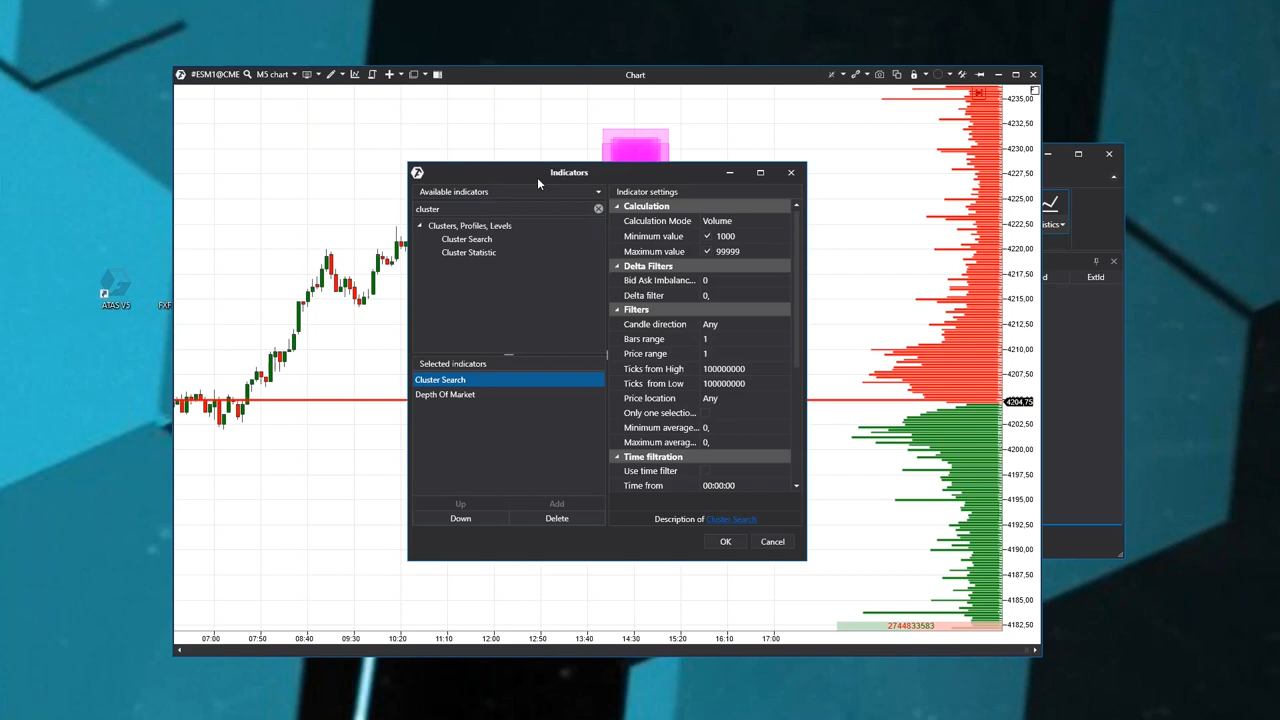 #ESM1@CME M5 chart Chart
4235,00
4232,50
4230,00
4227,50
4225,00
4222,50
4220,00
4217,50
4215,00
4212,50
4210,00
4207,50
4204,75
4202,50
4200,00
4197,50
4195,00
4192,50
4190,00
4187,50
4185,00
4182,50
Indicators
Available indicators
cluster
Clusters, Profiles, Levels
Cluster Search
Cluster Statistic
Selected indicators
Cluster Search
Depth Of Market
Up Add
Down Delete
Indicator settings
Calculation
Calculation Mode Volume
Minimum value 1000
Maximum value 99999
Delta Filters
Bid Ask Imbalanc... 0
Delta filter 0,
Filters
Candle direction Any
Bars range 1
Price range 1
Ticks from High 100000000
Ticks from Low 100000000
Price location Any
Only one selectio...
Minimum average... 0,
Maximum averag... 0,
Time filtration
Use time filter
Time from 00:00:00
Description of Cluster Search
OK Cancel
istics
d ExtId
ATAS V5
FXF
2744833583
07:00 07:50 08:40 09:30 10:20 11:10 12:00 12:50 13:40 14:30 15:20 16:10 17:00